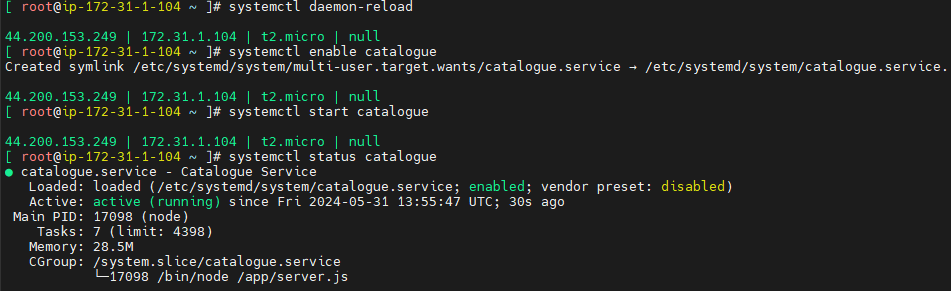 [ root@ip-172-31-1-104 ~ ]# systemctl daemon-reload
44.200.153.249 | 172.31.1.104 | t2.micro | null
[ root@ip-172-31-1-104 ~ ]# systemctl enable catalogue
Created symlink /etc/systemd/system/multi-user.target.wants/catalogue.service → /etc/systemd/system/catalogue.service.
44.200.153.249 | 172.31.1.104 | t2.micro | null
[ root@ip-172-31-1-104 ~ ]# systemctl start catalogue
44.200.153.249 | 172.31.1.104 | t2.micro | null
[ root@ip-172-31-1-104 ~ ]# systemctl status catalogue
● catalogue.service - Catalogue Service
Loaded: loaded (/etc/systemd/system/catalogue.service; enabled; vendor preset: disabled)
Active: active (running) since Fri 2024-05-31 13:55:47 UTC; 30s ago
Main PID: 17098 (node)
Tasks: 7 (limit: 4398)
Memory: 28.5M
CGroup: /system.slice/catalogue.service
└─17098 /bin/node /app/server.js